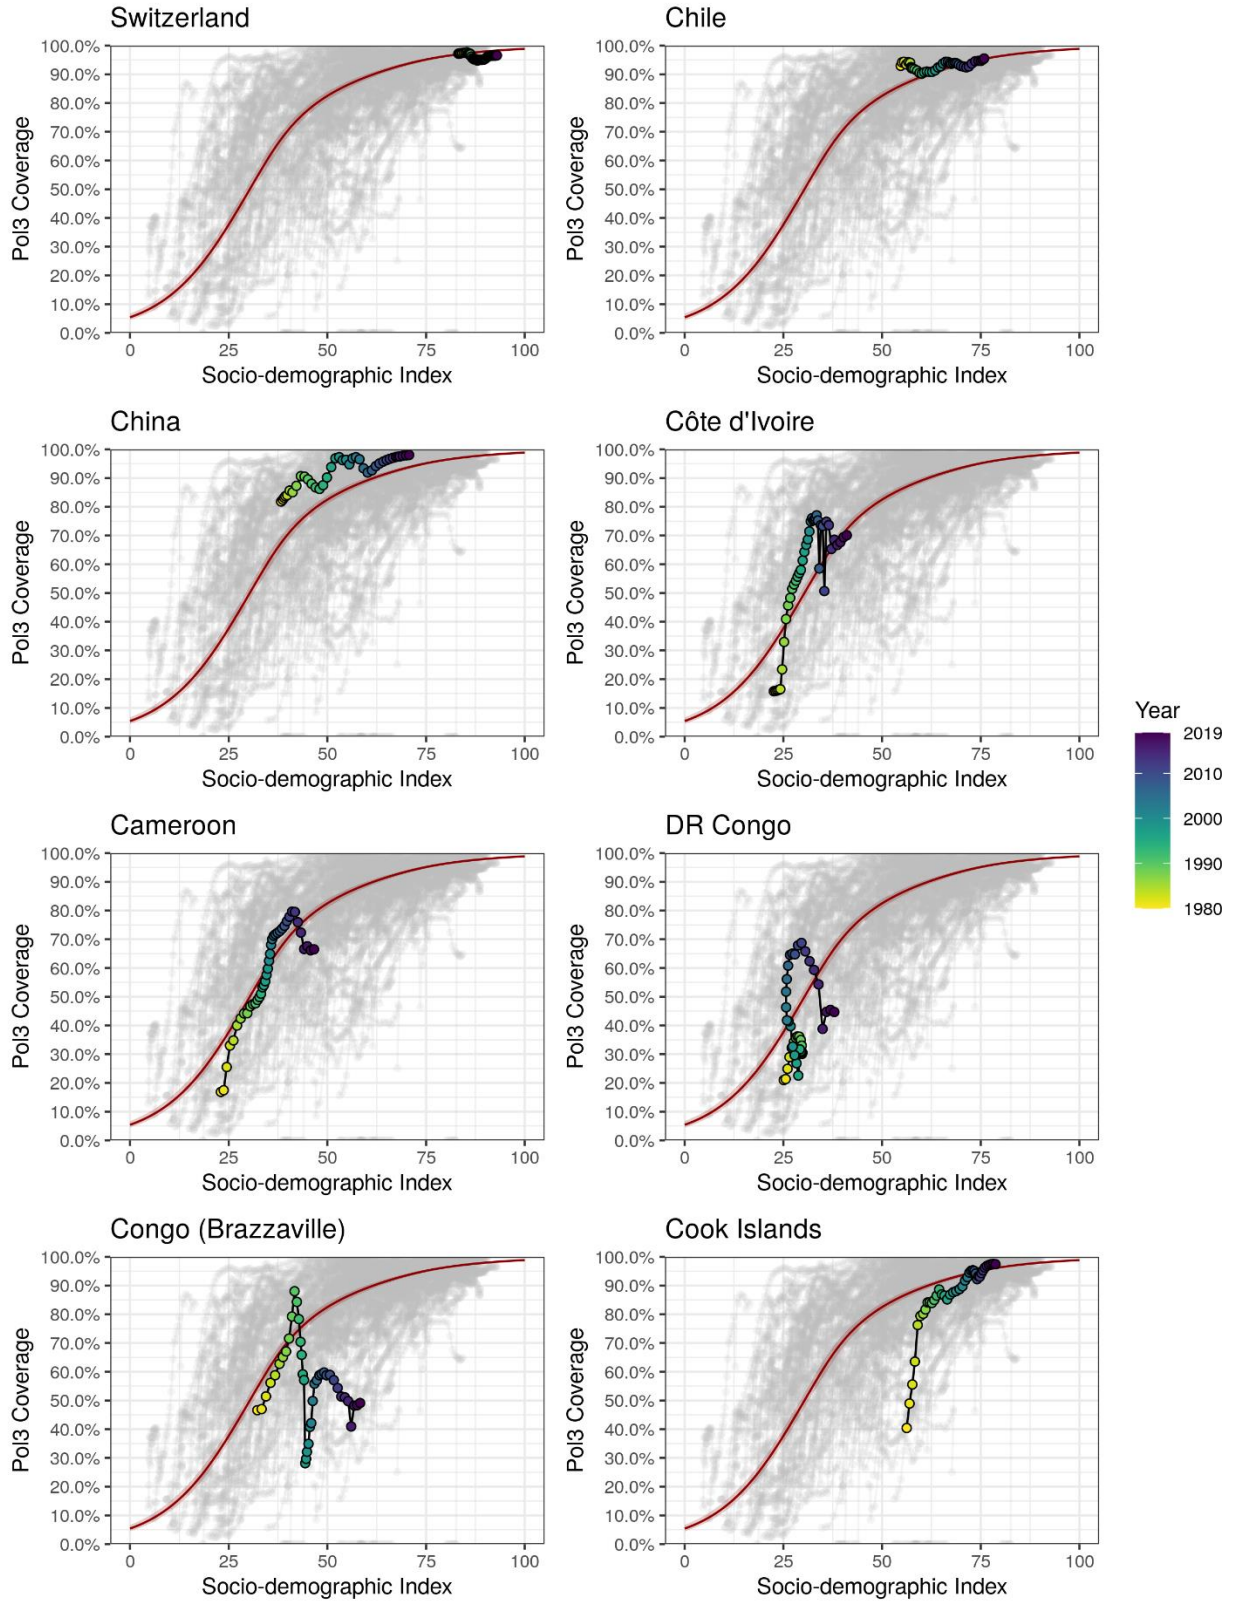 Switzerland
Pol3 Coverage
100.0%
90.0%
80.0%
70.0%
60.0%
50.0%
40.0%
30.0%
20.0%
10.0%
0.0%
0 25 50 75 100
Socio-demographic Index
Chile
Pol3 Coverage
100.0%
90.0%
80.0%
70.0%
60.0%
50.0%
40.0%
30.0%
20.0%
10.0%
0.0%
0 25 50 75 100
Socio-demographic Index
China
Pol3 Coverage
100.0%
90.0%
80.0%
70.0%
60.0%
50.0%
40.0%
30.0%
20.0%
10.0%
0.0%
0 25 50 75 100
Socio-demographic Index
Côte d'Ivoire
Pol3 Coverage
100.0%
90.0%
80.0%
70.0%
60.0%
50.0%
40.0%
30.0%
20.0%
10.0%
0.0%
0 25 50 75 100
Socio-demographic Index
Cameroon
Pol3 Coverage
100.0%
90.0%
80.0%
70.0%
60.0%
50.0%
40.0%
30.0%
20.0%
10.0%
0.0%
0 25 50 75 100
Socio-demographic Index
DR Congo
Pol3 Coverage
100.0%
90.0%
80.0%
70.0%
60.0%
50.0%
40.0%
30.0%
20.0%
10.0%
0.0%
0 25 50 75 100
Socio-demographic Index
Congo (Brazzaville)
Pol3 Coverage
100.0%
90.0%
80.0%
70.0%
60.0%
50.0%
40.0%
30.0%
20.0%
10.0%
0.0%
0 25 50 75 100
Socio-demographic Index
Cook Islands
Pol3 Coverage
100.0%
90.0%
80.0%
70.0%
60.0%
50.0%
40.0%
30.0%
20.0%
10.0%
0.0%
0 25 50 75 100
Socio-demographic Index
Year
2019
2010
2000
1990
1980